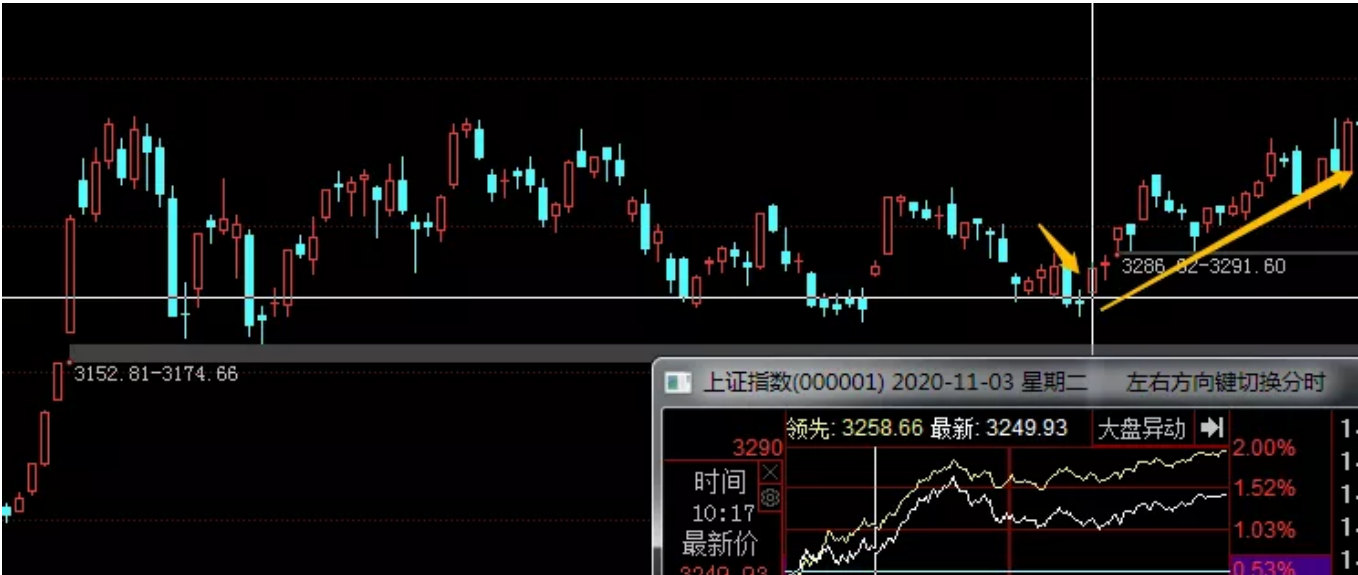 3286.02-3291.60
3152.81-3174.66
上证指数(000001) 2020-11-03 星期二 左右方向键切换分时
领先: 3258.66 最新: 3249.93 大盘异动
3290
2.00%
时间
10:17
1.52%
最新价
1.03%
3249.93
0.53%